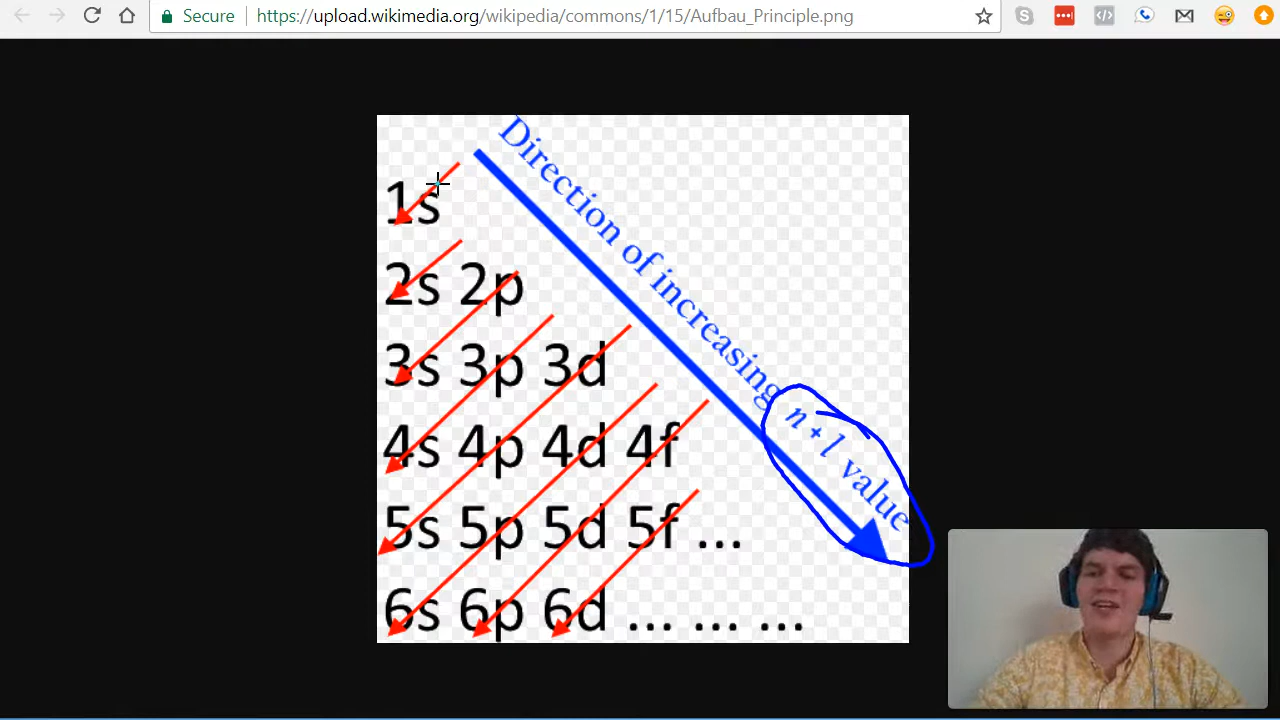 Secure https://upload.wikimedia.org/wikipedia/commons/1/15/Aufbau_Principle.png
Direction of increasing n + l value
1s
2s 2p
3s 3p 3d
4s 4p 4d 4f
5s 5p 5d 5f ...
6s 6p 6d ... ... ...